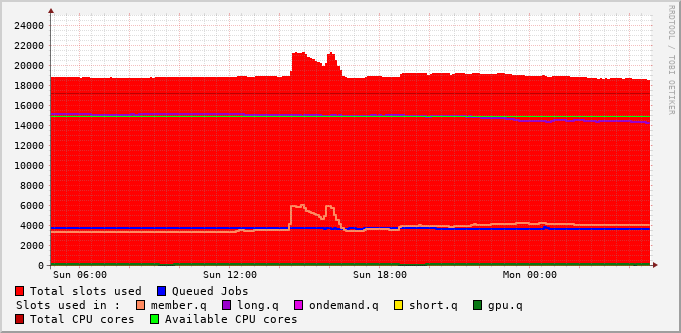 RRDTOOL / TOBI OETIKER
24000
22000
20000
18000
16000
14000
12000
10000
8000
6000
4000
2000
0
Sun 06:00 Sun 12:00 Sun 18:00 Mon 00:00
Total slots used Queued Jobs
Slots used in : member.q long.q ondemand.q short.q gpu.q
Total CPU cores Available CPU cores